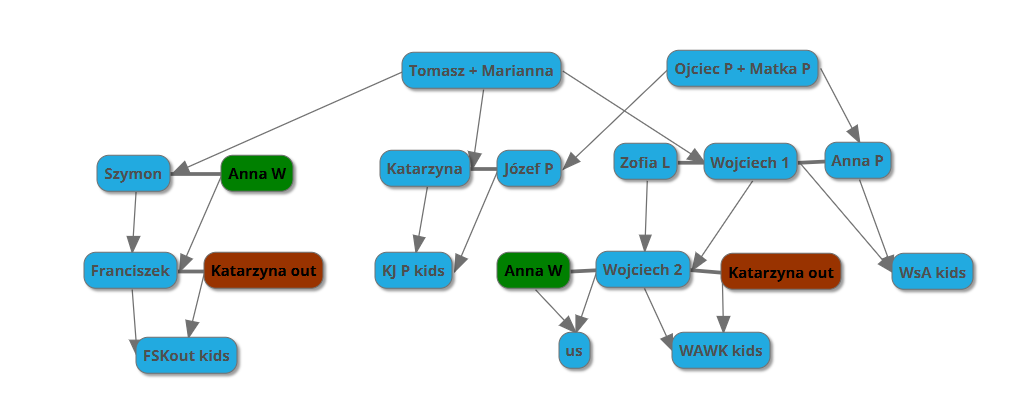 Tomasz + Marianna
Ojciec P + Matka P
Szymon
Anna W
Katarzyna
Józef P
Zofia L
Wojciech 1
Anna P
Franciszek
Katarzyna out
KJ P kids
Anna W
Wojciech 2
Katarzyna out
WsA kids
FSKout kids
us
WAWK kids